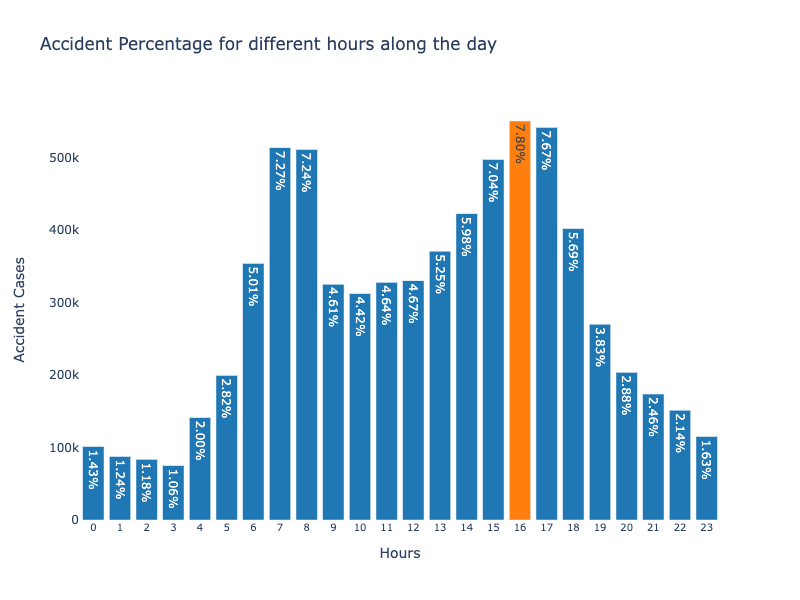 Accident Percentage for different hours along the day
Accident Cases
500k
400k
300k
200k
100k
0
1.43%
1.24%
1.18%
1.06%
2.00%
2.82%
5.01%
7.27%
7.24%
4.61%
4.42%
4.64%
4.67%
5.25%
5.98%
7.04%
7.80%
7.67%
5.69%
3.83%
2.88%
2.46%
2.14%
1.63%
0 1 2 3 4 5 6 7 8 9 10 11 12 13 14 15 16 17 18 19 20 21 22 23
Hours